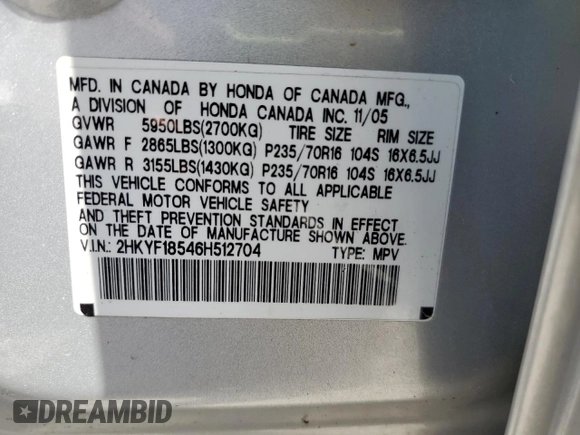 MFD. IN CANADA BY HONDA OF CANADA MFG.,
A DIVISION OF HONDA CANADA INC. 11/05
GVWR 5950LBS(2700KG) TIRE SIZE RIM SIZE
GAWR F 2865LBS(1300KG) P235/70R16 104S 16X6.5JJ
GAWR R 3155LBS(1430KG) P235/70R16 104S 16X6.5JJ
THIS VEHICLE CONFORMS TO ALL APPLICABLE
FEDERAL MOTOR VEHICLE SAFETY
AND THEFT PREVENTION STANDARDS IN EFFECT
ON THE DATE OF MANUFACTURE SHOWN ABOVE.
V.I.N.: 2HKYF18546H512704 TYPE: MPV
DREAMBID